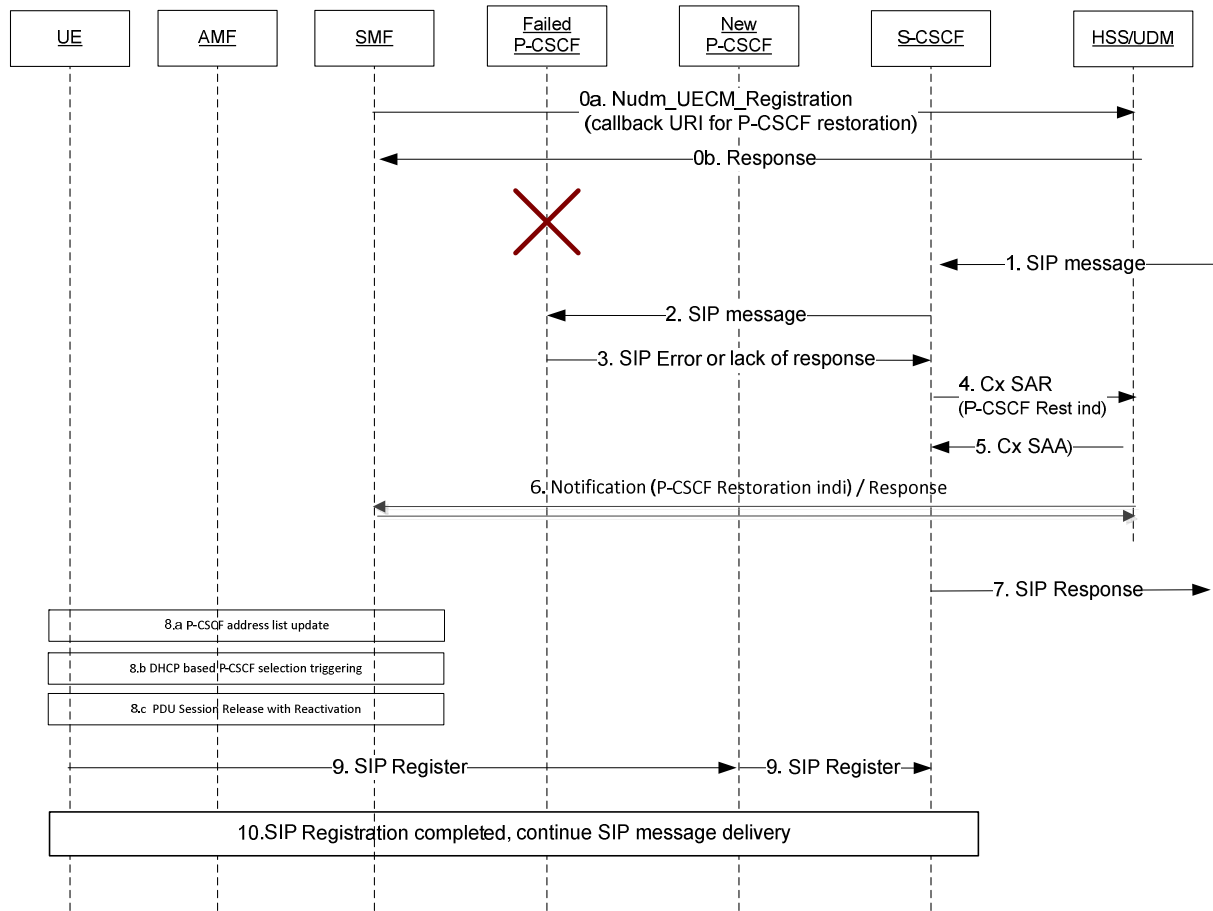 UE
AMF
SMF
Failed
P-CSCF
New
P-CSCF
S-CSCF
HSS/UDM
0a. Nudm_UECM_Registration
(callback URI for P-CSCF restoration)
0b. Response
1. SIP message
2. SIP message
3. SIP Error or lack of response
4. Cx SAR
(P-CSCF Rest ind)
5. Cx SAA)
6. Notification (P-CSCF Restoration indi) / Response
7. SIP Response
8.a P-CSCF address list update
8.b DHCP based P-CSCF selection triggering
8.c PDU Session Release with Reactivation
9. SIP Register
9. SIP Register
10.SIP Registration completed, continue SIP message delivery